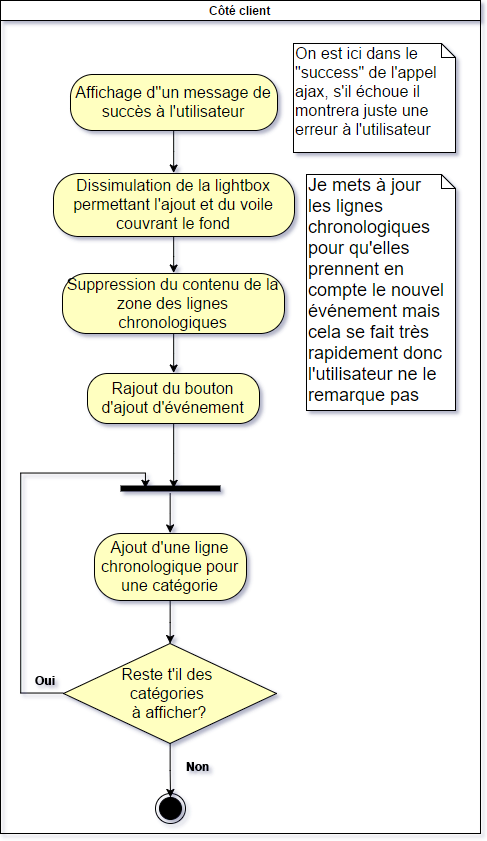 Côté client
On est ici dans le
"success" de l'appel
ajax, s'il échoue il
montrera juste une
erreur à l'utilisateur
Affichage d"un message de
succès à l'utilisateur
Dissimulation de la lightbox
permettant l'ajout et du voile
couvrant le fond
Je mets à jour
les lignes
chronologiques
pour qu'elles
prennent en
compte le nouvel
événement mais
cela se fait très
rapidement donc
l'utilisateur ne le
remarque pas
Suppression du contenu de la
zone des lignes
chronologiques
Rajout du bouton
d'ajout d'événement
Ajout d'une ligne
chronologique pour
une catégorie
Reste t'il des
catégories
à afficher?
Oui
Non